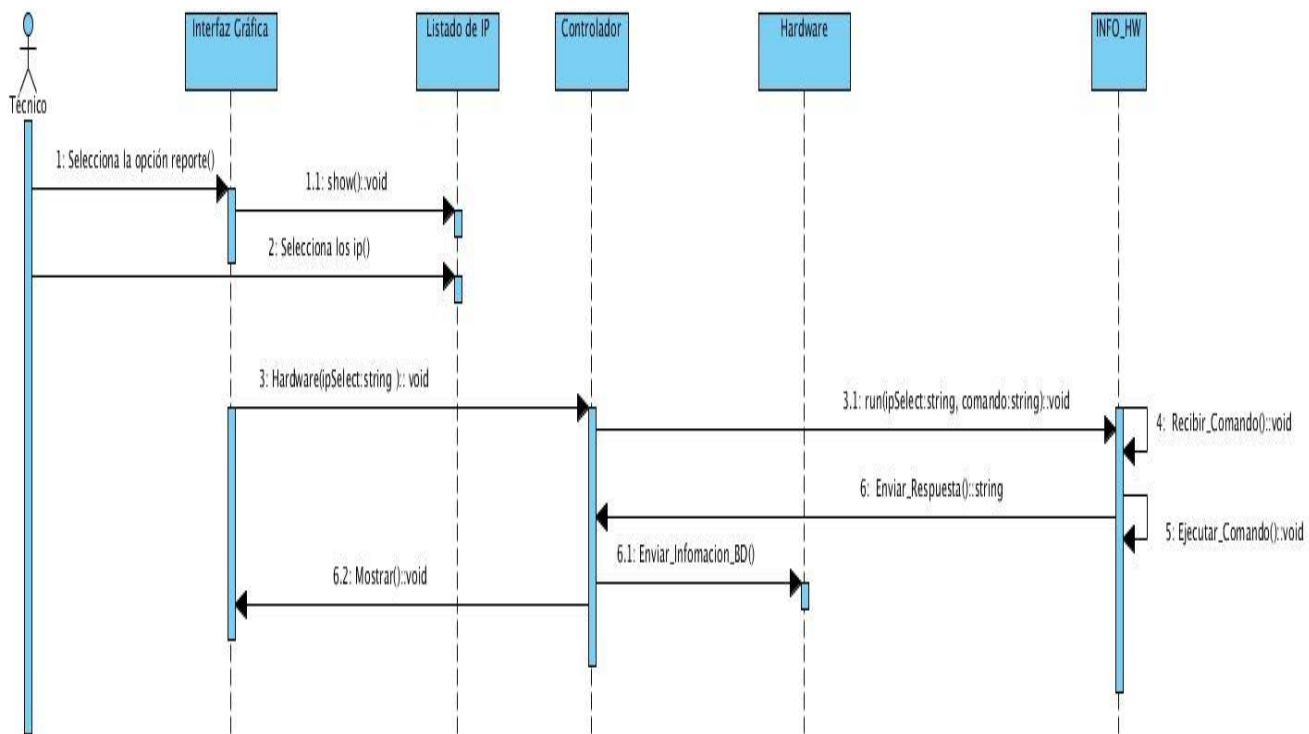 Interfaz Gráfica
Listado de IP
Controlador
Hardware
INFO_HW
Técnico
1: Selecciona la opción reporte()
1.1: show()::void
2: Selecciona los ip()
3: Hardware(ipSelect:string ):: void
3.1: run(ipSelect:string, comando:string)::void
4: Recibir_Comando()::void
6: Enviar_Respuesta()::string
5: Ejecutar_Comando()::void
6.1: Enviar_Infomacion_BD()
6.2: Mostrar()::void